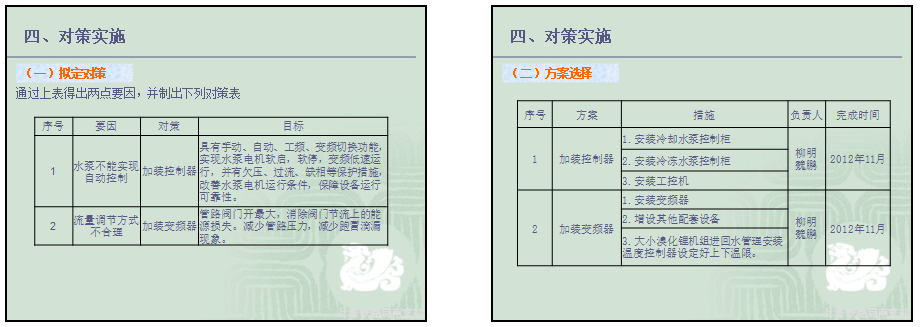 四、对策实施
（一）拟定对策
通过上表得出两点要因，并制出下列对策表
序号 要因 对策 目标
1 水泵不能实现自动控制 加装控制器 具有手动、自动、工频、变频切换功能，
实现水泵电机软启，软停，变频低速运
行，并有欠压、过流、缺相等保护措施，
改善水泵电机运行条件，保障设备运行
可靠性。
2 流量调节方式不合理 加装变频器 管路阀门开最大，消除阀门节流上的能
源损失。减少管路压力，减少跑冒滴漏
现象。
四、对策实施
（二）方案选择
序号 方案 措施 负责人 完成时间
1 加装控制器 1. 安装冷却水泵控制柜 柳明 魏鹏 2012年11月
2. 安装冷冻水泵控制柜
3. 安装工控机
2 加装变频器 1. 安装变频器 柳明 魏鹏 2012年11月
2. 增设其他配套设备
3. 大小溴化锂机组进回水管理安装
温度控制器设定好上下温限。